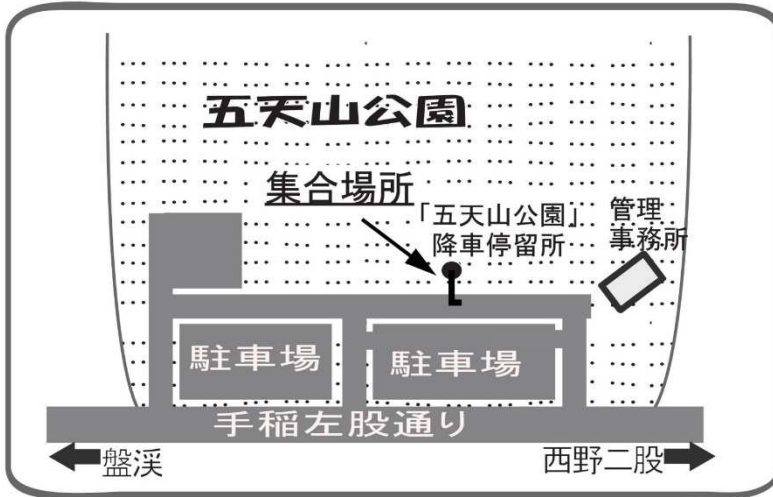 五天山公園
集合場所
「五天山公園」
降車停留所
管理
事務所
駐車場
駐車場
手稲左股通り
盤渓
西野二股